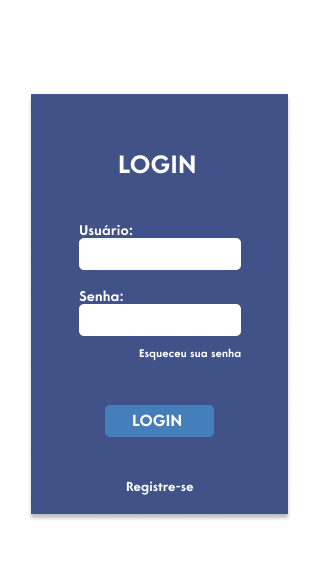 LOGIN
Usuário:
Senha:
Esqueceu sua senha
LOGIN
Registre-se